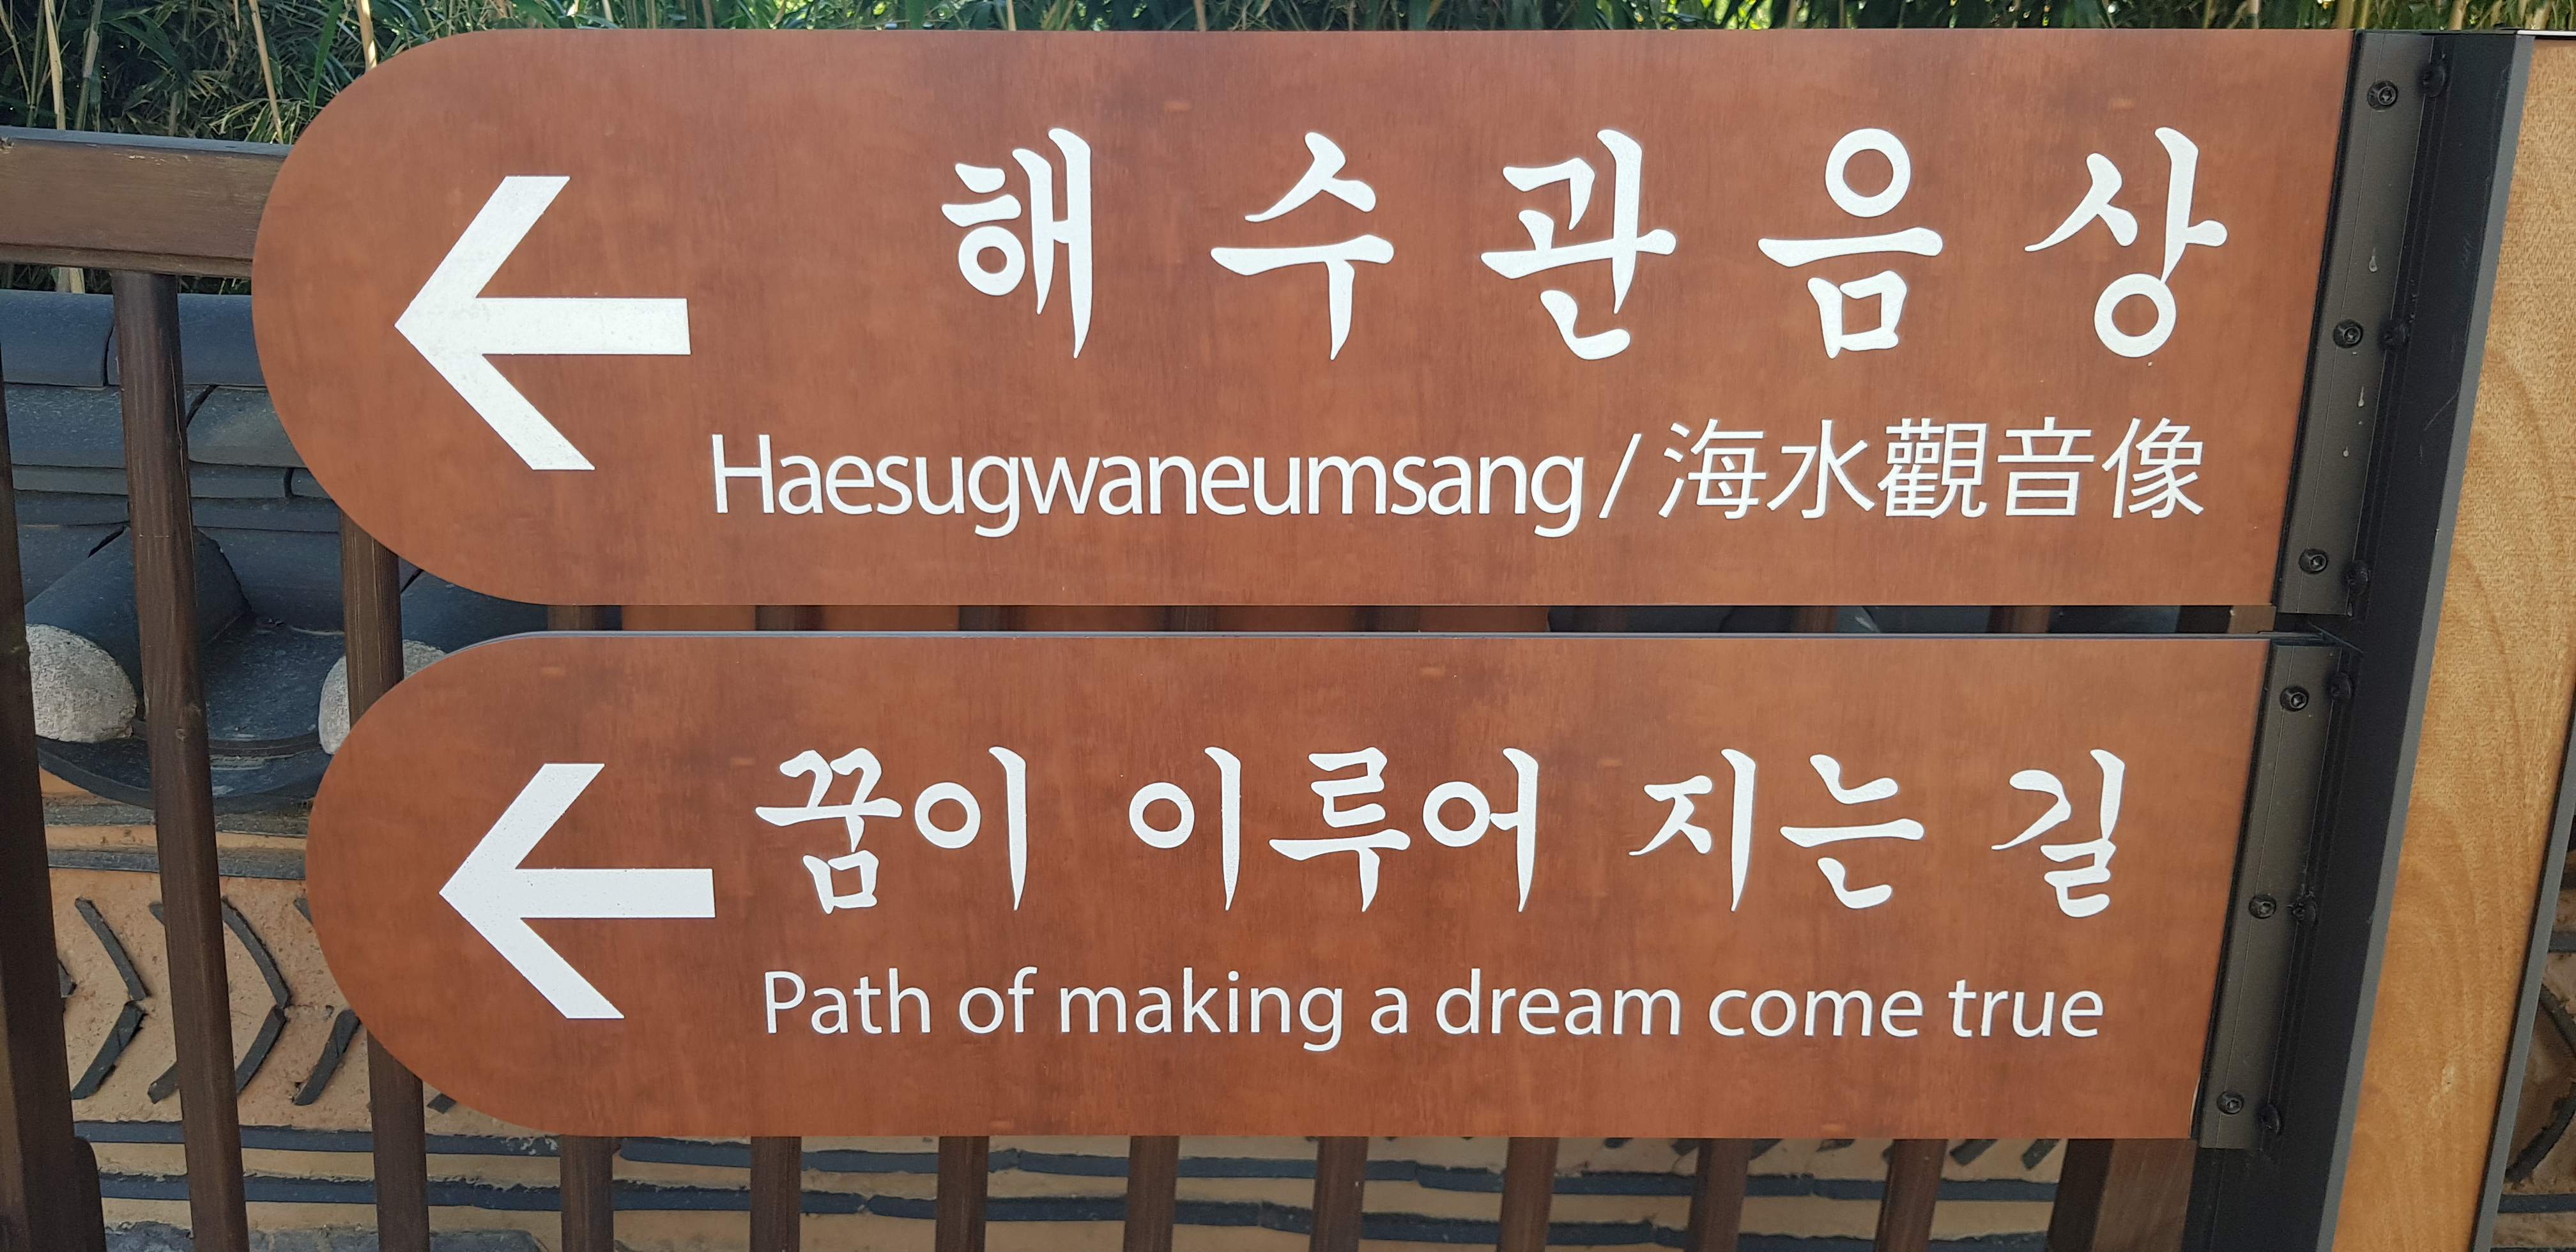 해수관음상
Haesugwaneumsang / 海水觀音像
꿈이 이루어 지는 길
Path of making a dream come true